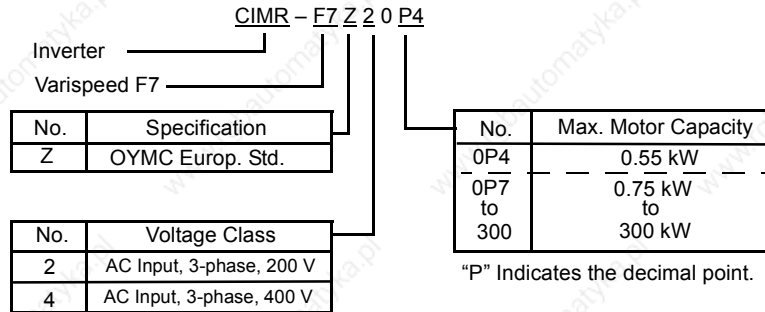 CIMR – F7 Z 2 0 P4
Inverter
Varispeed F7
No. Specification
Z OYMC Europ. Std.
No. Voltage Class
2 AC Input, 3-phase, 200 V
4 AC Input, 3-phase, 400 V
No. Max. Motor Capacity
0P4 0.55 kW
0P7 0.75 kW
to to
300 300 kW
“P” Indicates the decimal point.